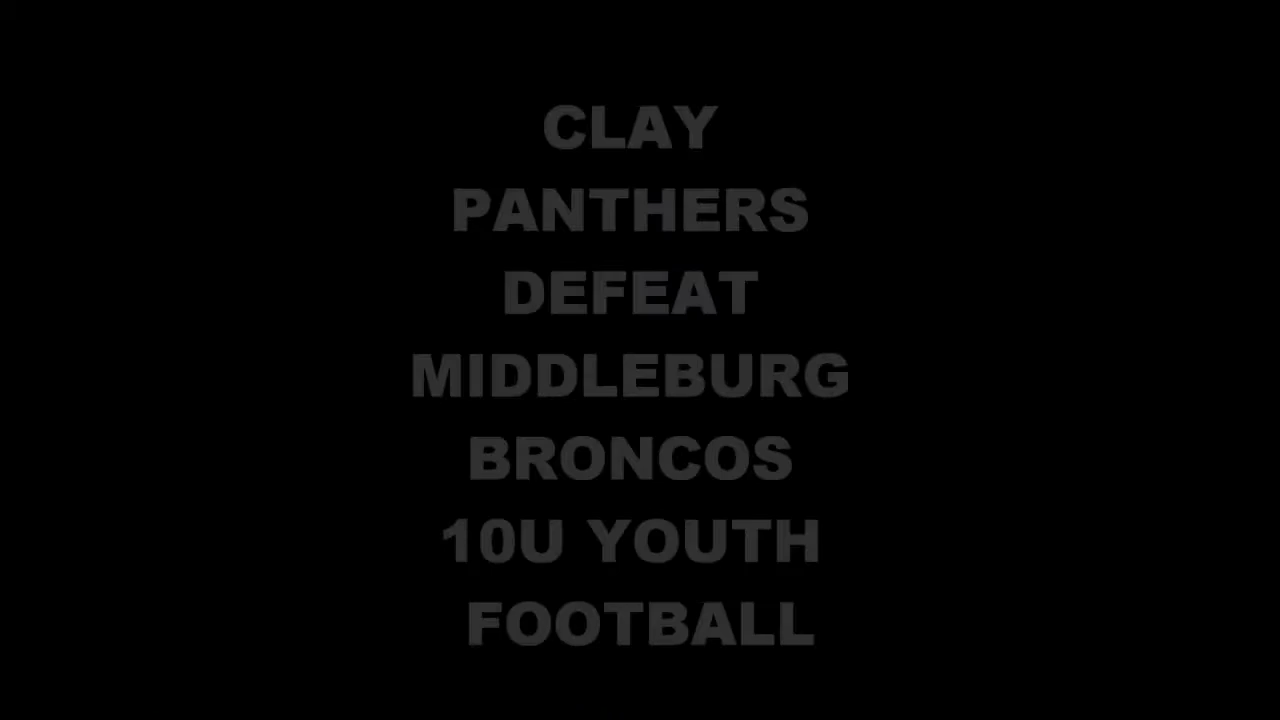 CLAY
PANTHERS
DEFEAT
MIDDLEBURG
BRONCOS
10U YOUTH
FOOTBALL